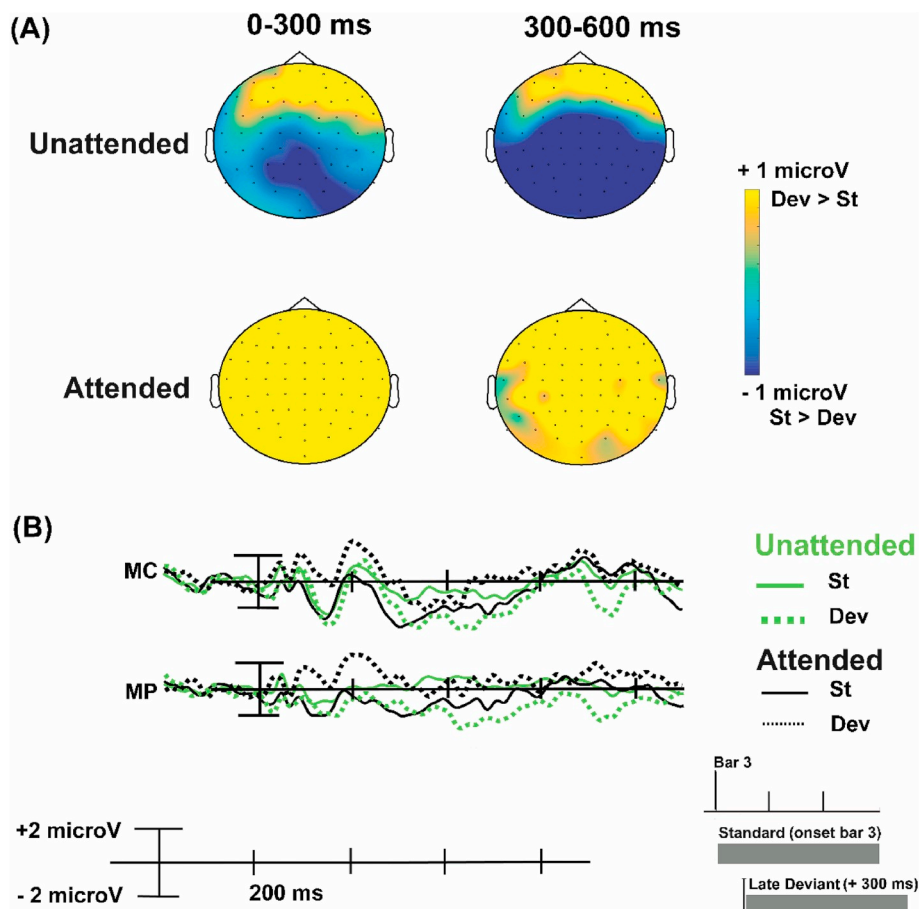 (A)
0-300 ms
300-600 ms
Unattended
+ 1 microV
Dev > St
Attended
- 1 microV
St > Dev
(B)
MC
MP
Unattended
St
Dev
Attended
St
Dev
Bar 3
Standard (onset bar 3)
Late Deviant (+ 300 ms)
+2 microV
- 2 microV
200 ms